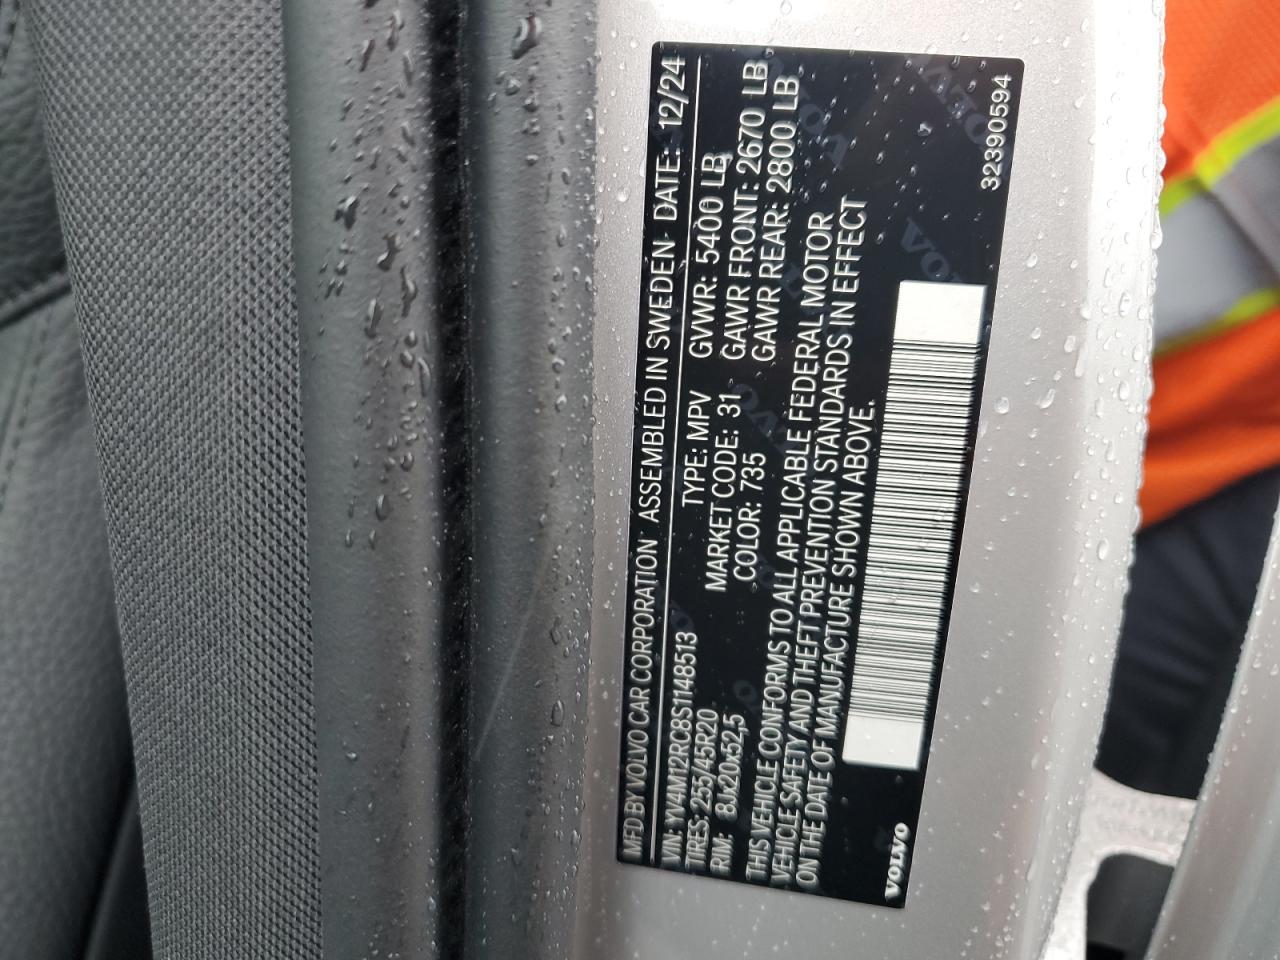 MFD BY VOLVO CAR CORPORATION ASSEMBLED IN SWEDEN DATE: 12/24
VIN: YV4M12RC8S1148513 TYPE: MPV GVWR: 5400 LB
TIRES: 255/45R20 MARKET CODE: 31 GAWR FRONT: 2670 LB
RIM: 8Jx20x52,5 COLOR: 735 GAWR REAR: 2800 LB
THIS VEHICLE CONFORMS TO ALL APPLICABLE FEDERAL MOTOR
VEHICLE SAFETY AND THEFT PREVENTION STANDARDS IN EFFECT
ON THE DATE OF MANUFACTURE SHOWN ABOVE.
VOLVO
32390594